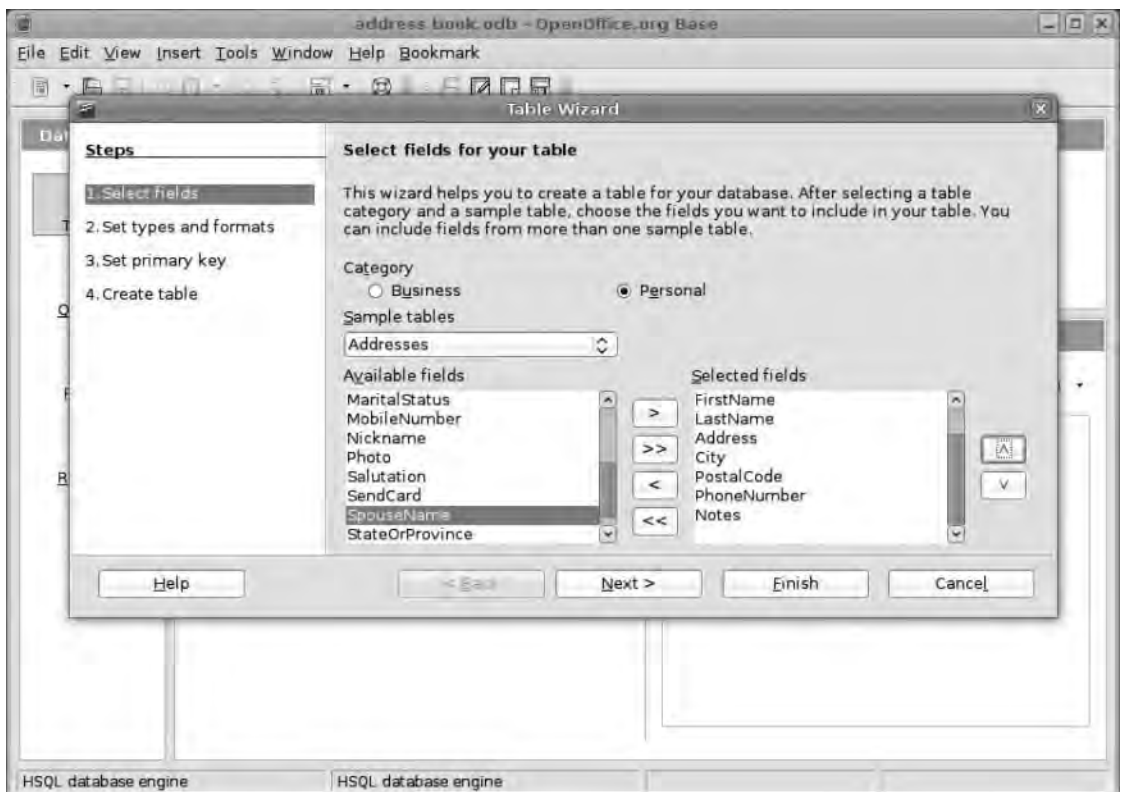 address book.odb - OpenOffice.org Base
File Edit View Insert Tools Window Help Bookmark
Table Wizard
Dat
Steps
1. Select fields
2. Set types and formats
3. Set primary key
4. Create table
Select fields for your table
This wizard helps you to create a table for your database. After selecting a table
category and a sample table, choose the fields you want to include in your table. You
can include fields from more than one sample table.
Category
Business
Personal
Sample tables
Addresses
Available fields
MaritalStatus
MobileNumber
Nickname
Photo
Salutation
SendCard
SpouseName
StateOrProvince
>
>>
<
<<
Selected fields
FirstName
LastName
Address
City
PostalCode
PhoneNumber
Notes
Help
< Back
Next >
Finish
Cancel
HSQL database engine
HSQL database engine